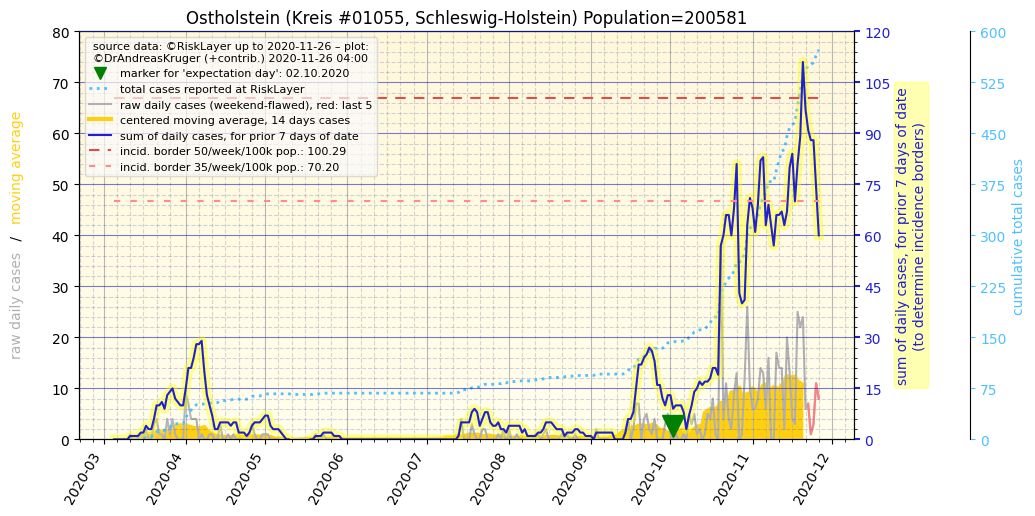 Ostholstein (Kreis #01055, Schleswig-Holstein) Population=200581
source data: ©RiskLayer up to 2020-11-26 – plot:
©DrAndreasKruger (+contrib.) 2020-11-26 04:00
marker for 'expectation day': 02.10.2020
total cases reported at RiskLayer
raw daily cases (weekend-flawed), red: last 5
centered moving average, 14 days cases
sum of daily cases, for prior 7 days of date
incid. border 50/week/100k pop.: 100.29
incid. border 35/week/100k pop.: 70.20
raw daily cases / moving average
80
70
60
50
40
30
20
10
0
2020-03
2020-04
2020-05
2020-06
2020-07
2020-08
2020-09
2020-10
2020-11
2020-12
120
105
90
75
60
45
30
15
0
sum of daily cases, for prior 7 days of date
(to determine incidence borders)
600
525
450
375
300
225
150
75
0
cumulative total cases